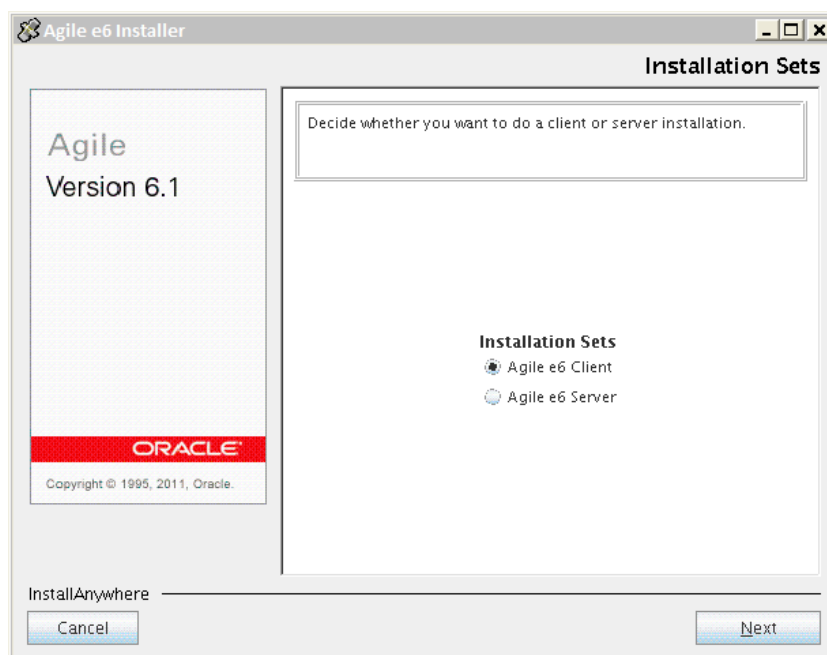 Agile e6 Installer
Installation Sets
Agile
Version 6.1
ORACLE
Copyright © 1995, 2011, Oracle.
Decide whether you want to do a client or server installation.
Installation Sets
Agile e6 Client
Agile e6 Server
InstallAnywhere
Cancel
Next